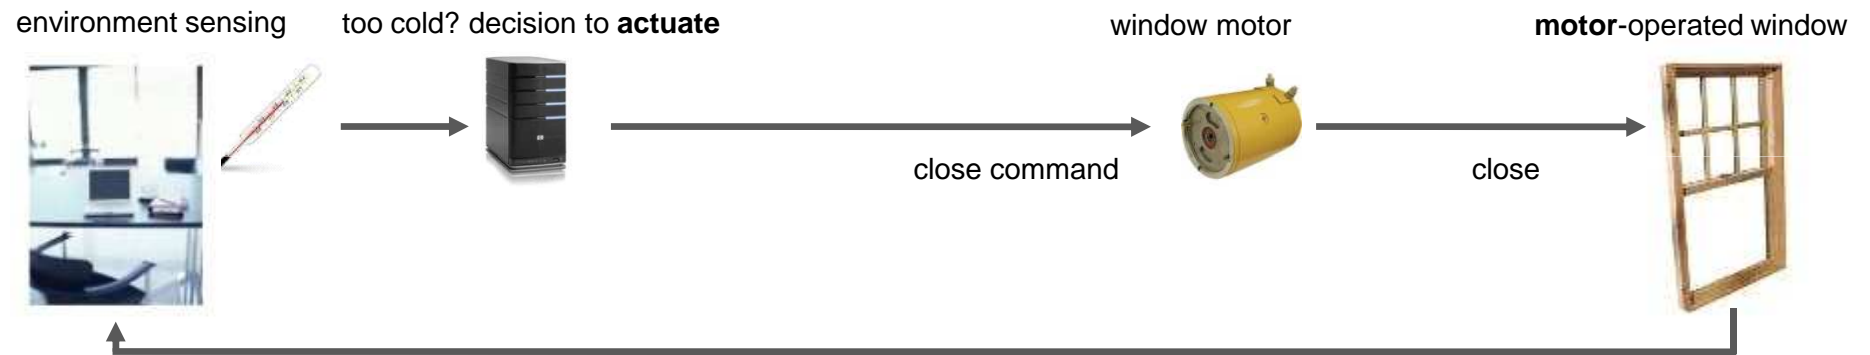 environment sensing
too cold? decision to actuate
window motor
motor-operated window
close command
close